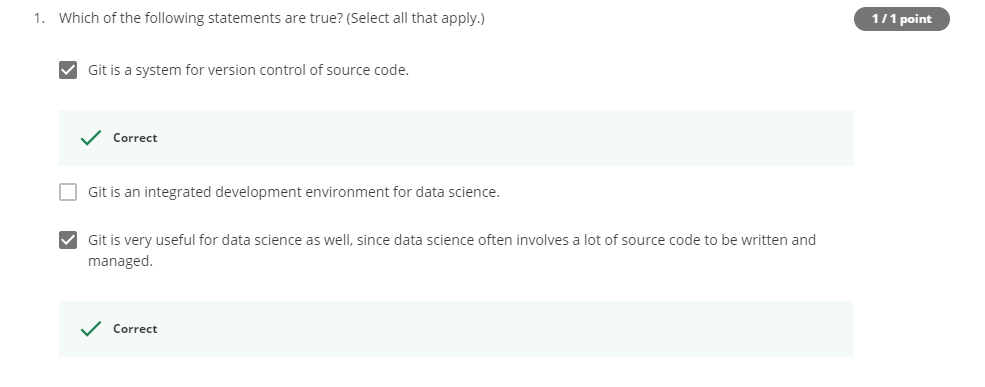 1. Which of the following statements are true? (Select all that apply.)
1 / 1 point
Git is a system for version control of source code.
Correct
Git is an integrated development environment for data science.
Git is very useful for data science as well, since data science often involves a lot of source code to be written and
managed.
Correct